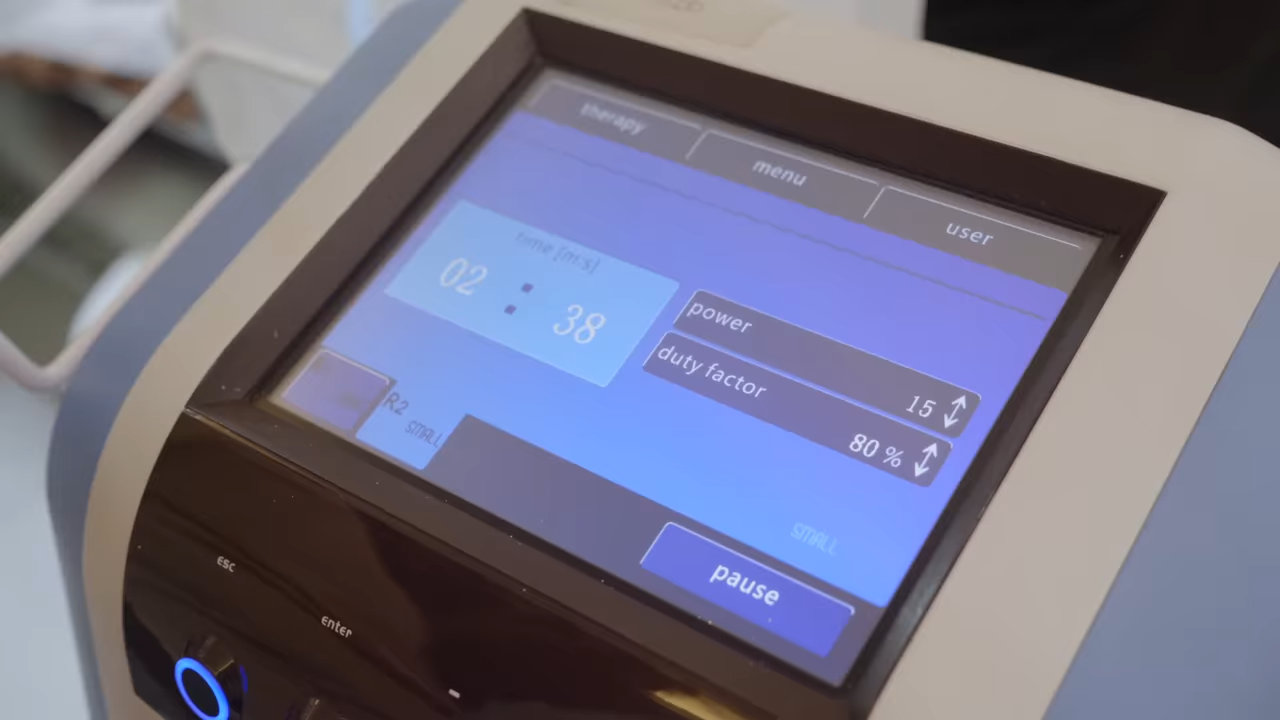 therapy
menu
user
time [m:s]
02 : 38
power
15
duty factor
80 %
R2
SMALL
SMALL
pause
esc
enter